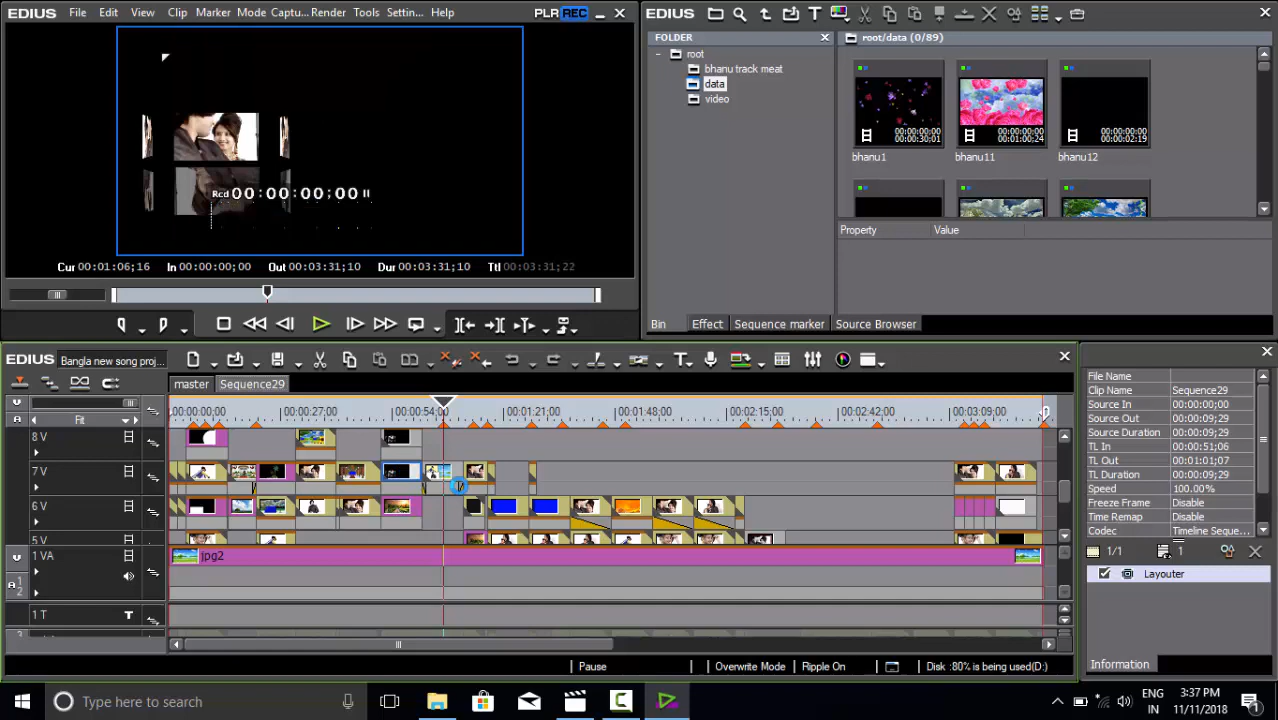 File Edit View Clip Marker Mode Captu... Render Tools Settin... Help PLR REC
EDIUS
FOLDER
root/data (0/89)
root
bhanu track meat
data
video
00:00:00;00
00:00:30;01
00:00:00;00
00:01:00;24
00:00:00;00
00:00:02;19
bhanu1 bhanu11 bhanu12
Rcd 00:00:00;00
Property Value
Cur 00:01:06;16 In 00:00:00;00 Out 00:03:31;10 Dur 00:03:31;10 Ttl 00:03:31;22
Bin Effect Sequence marker Source Browser
EDIUS Bangla new song proj...
master Sequence29
Fit
00:00:00;00 00:00:27;00 00:00:54;00 00:01:21;00 00:01:48;00 00:02:15;00 00:02:42;00 00:03:09;00
8 V
7 V
6 V
5 V
1 VA
jpg2
1
2
1 T
File Name
Clip Name Sequence29
Source In 00:00:00;00
Source Out 00:00:09;29
Source Duration 00:00:09;29
TL In 00:00:51;06
TL Out 00:01:01;07
TL Duration 00:00:09;29
Speed 100.00%
Freeze Frame Disable
Time Remap Disable
Codec Timeline Seque...
1/1 1
Layouter
Information
Pause Overwrite Mode Ripple On Disk :80% is being used(D:)
Type here to search
ENG
IN
3:37 PM
11/11/2018
1